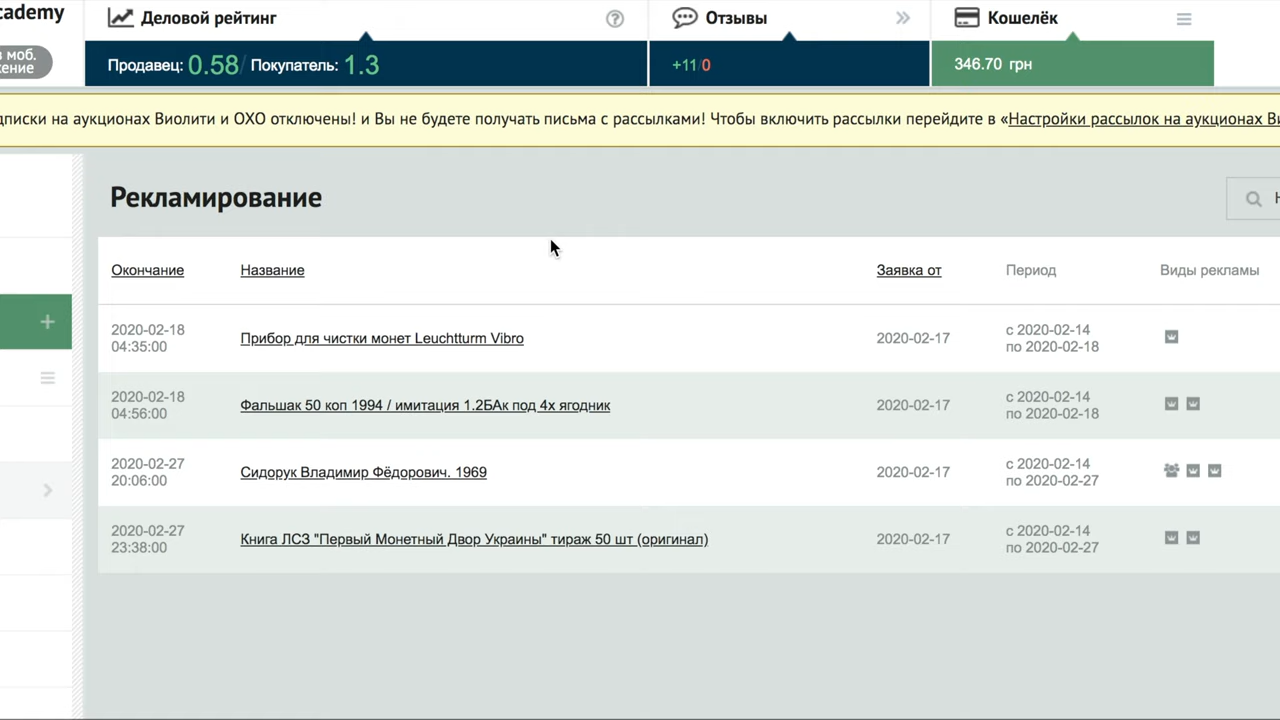 cademy
Деловой рейтинг
Отзывы
Кошелёк
моб.
Продавец: 0.58/ Покупатель: 1.3
+11/0
346.70 грн
на аукционах Виолити и ОХО отключены! и Вы не будете получать письма с рассылками! Чтобы включить рассылки перейдите в «Настройки рассылок на аукционах Ви
Рекламирование
Окончание Название Заявка от Период Виды рекламы
2020-02-18
04:35:00
Прибор для чистки монет Leuchtturm Vibro
2020-02-17
с 2020-02-14
по 2020-02-18
2020-02-18
04:56:00
Фальшак 50 коп 1994 / имитация 1.2БАк под 4х ягодник
2020-02-17
с 2020-02-14
по 2020-02-18
2020-02-27
20:06:00
Сидорук Владимир Фёдорович. 1969
2020-02-17
с 2020-02-14
по 2020-02-27
2020-02-27
23:38:00
Книга ЛСЗ "Первый Монетный Двор Украины" тираж 50 шт (оригинал)
2020-02-17
с 2020-02-14
по 2020-02-27